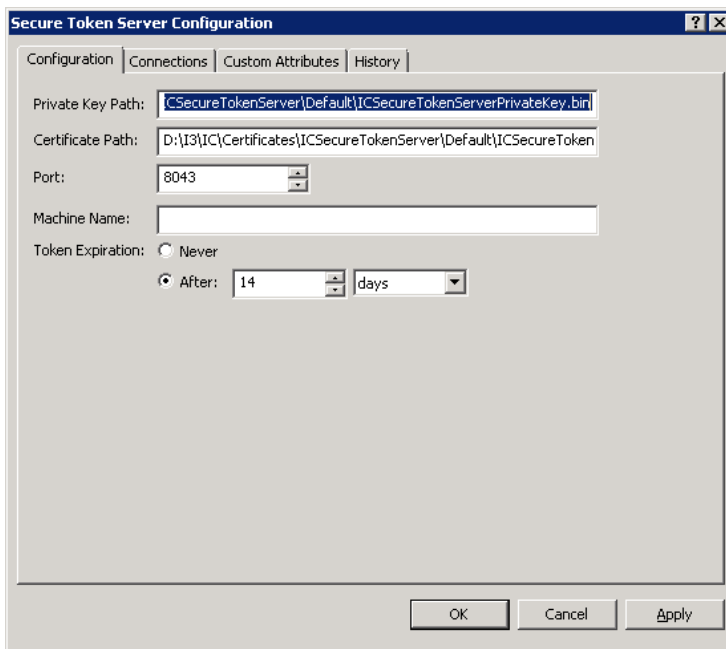 Secure Token Server Configuration
Configuration Connections Custom Attributes History
Private Key Path: ICSecureTokenServer\Default\ICSecureTokenServerPrivateKey.bin
Certificate Path: D:\I3\IC\Certificates\ICSecureTokenServer\Default\ICSecureToken
Port: 8043
Machine Name:
Token Expiration: Never
After: 14 days
OK Cancel Apply